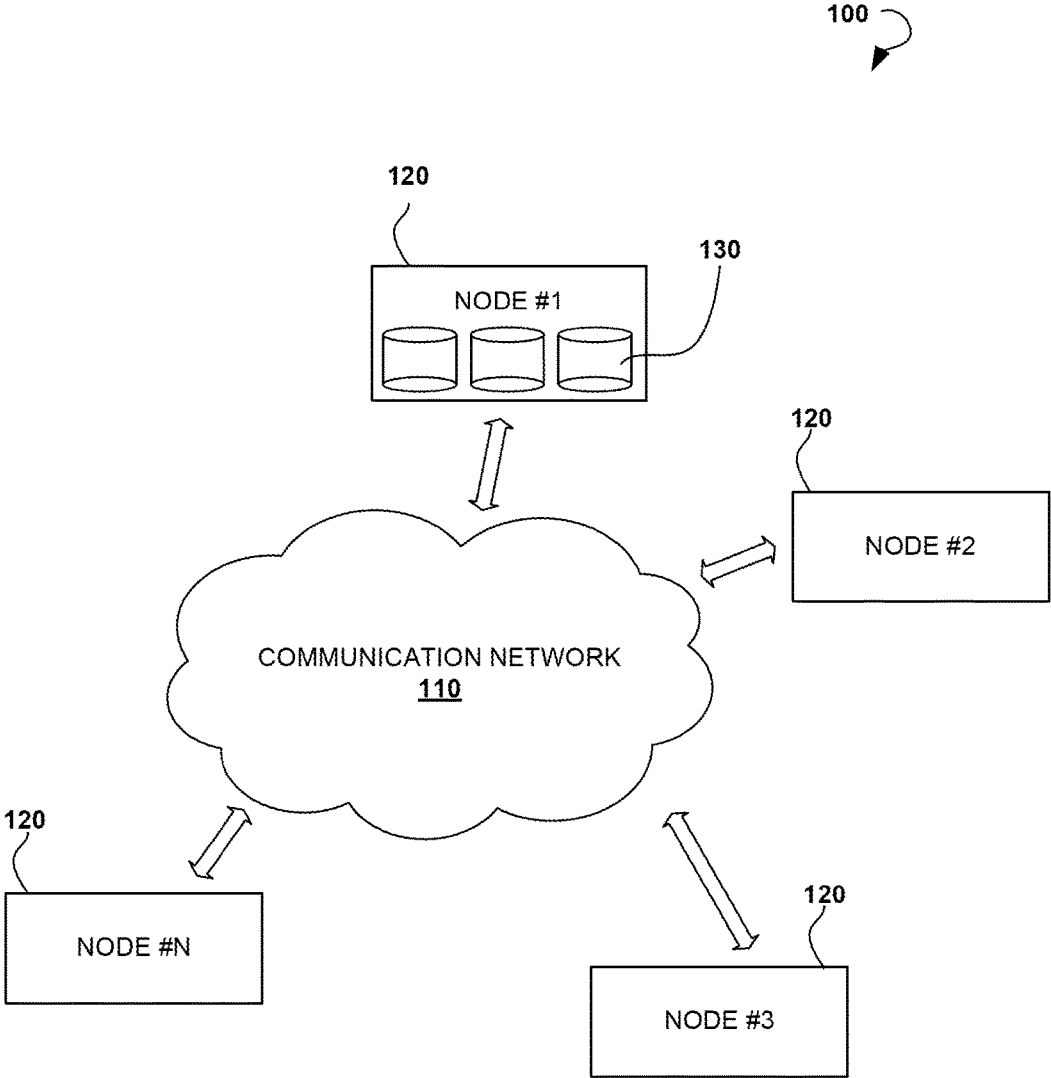 100
120
130
NODE #1
120
NODE #2
COMMUNICATION NETWORK
110
120
NODE #N
120
NODE #3